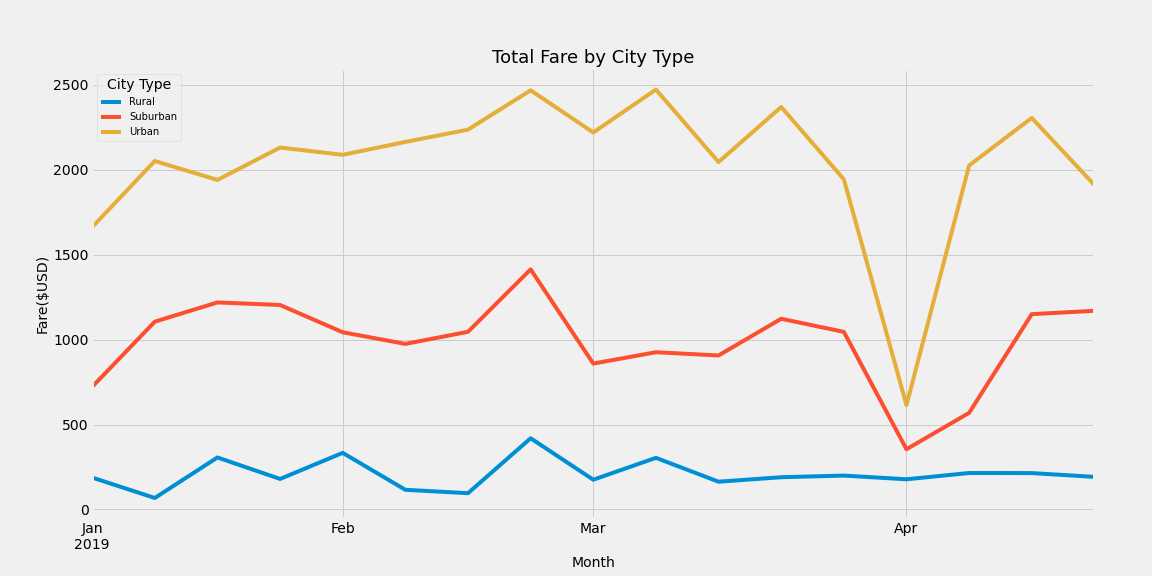 Total Fare by City Type
City Type
Rural
Suburban
Urban
Fare($USD)
2500
2000
1500
1000
500
0
Jan
2019
Feb
Mar
Apr
Month